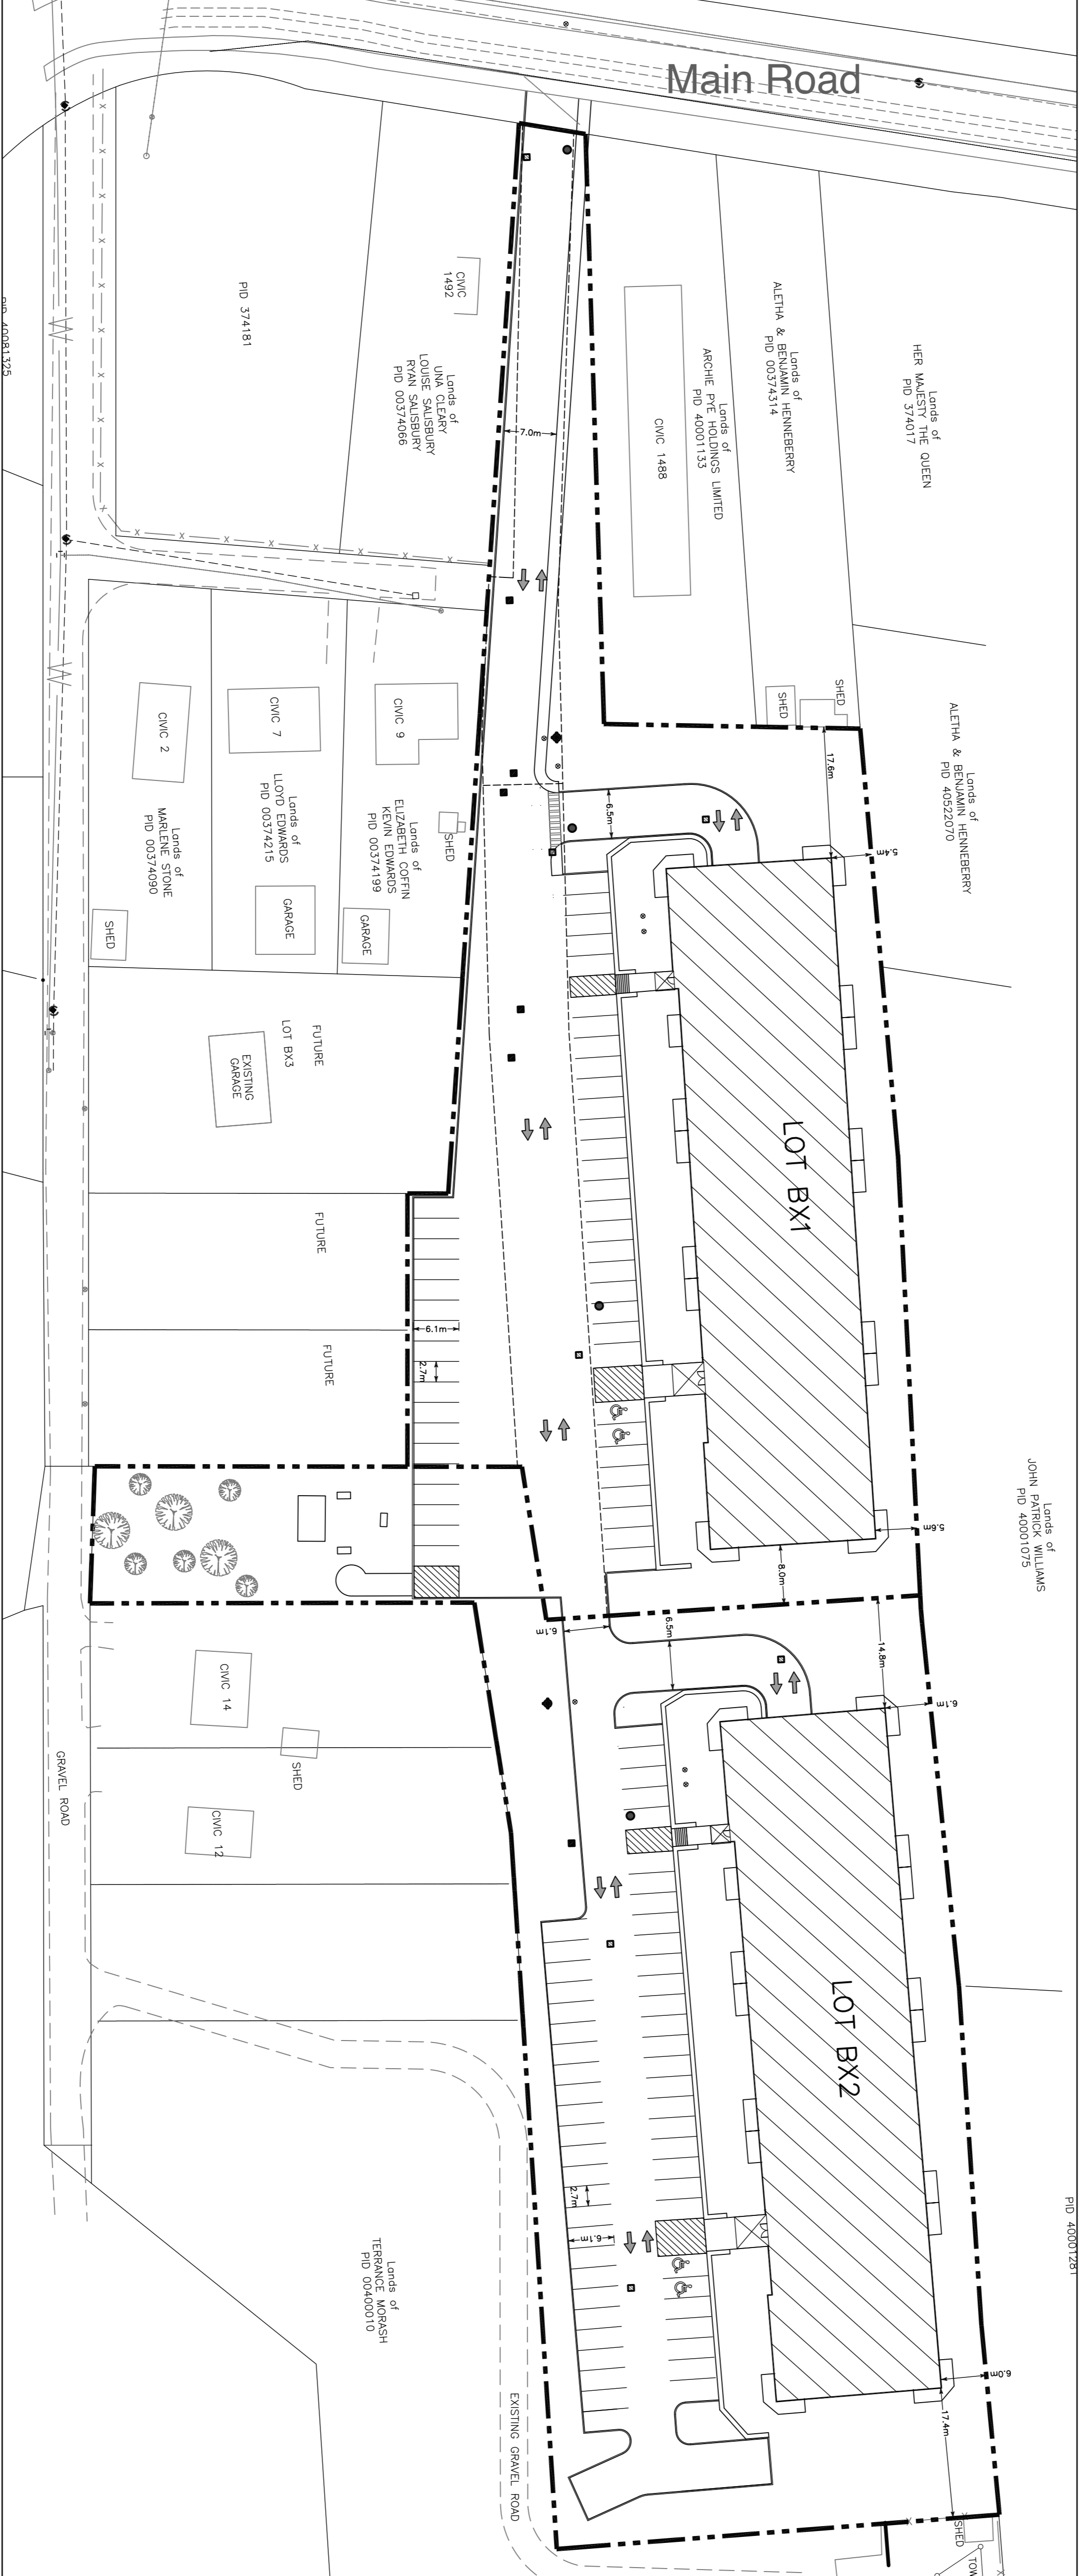 Main Road
PID 374181
CIVIC
1492
Lands of
UNA CLEARY
LOUISE SALISBURY
RYAN SALISBURY
PID 00374066
7.0m
CIVIC 1488
Lands of
ARCHIE PYE HOLDINGS LIMITED
PID 40001133
Lands of
ALETHA & BENJAMIN HENNEBERRY
PID 00374314
Lands of
HER MAJESTY THE QUEEN
PID 374017
PID 40081325
CIVIC 2
Lands of
MARLENE STONE
PID 00374090
SHED
CIVIC 7
Lands of
LLOYD EDWARDS
PID 00374215
GARAGE
CIVIC 9
Lands of
ELIZABETH COFFIN
KEVIN EDWARDS
PID 00374199
SHED
GARAGE
SHED
SHED
Lands of
ALETHA & BENJAMIN HENNEBERRY
PID 40522070
17.6m
5.4m
6.5m
FUTURE
LOT BX3
EXISTING
GARAGE
FUTURE
FUTURE
LOT BX1
6.1m
2.7m
5.6m
8.0m
Lands of
JOHN PATRICK WILLIAMS
PID 40001075
6.1m
6.5m
14.8m
6.1m
CIVIC 14
SHED
CIVIC 12
GRAVEL ROAD
LOT BX2
2.7m
6.1m
Lands of
TERRANCE MORASH
PID 00400010
EXISTING GRAVEL ROAD
PID 40001281
6.0m
17.4m
SHED